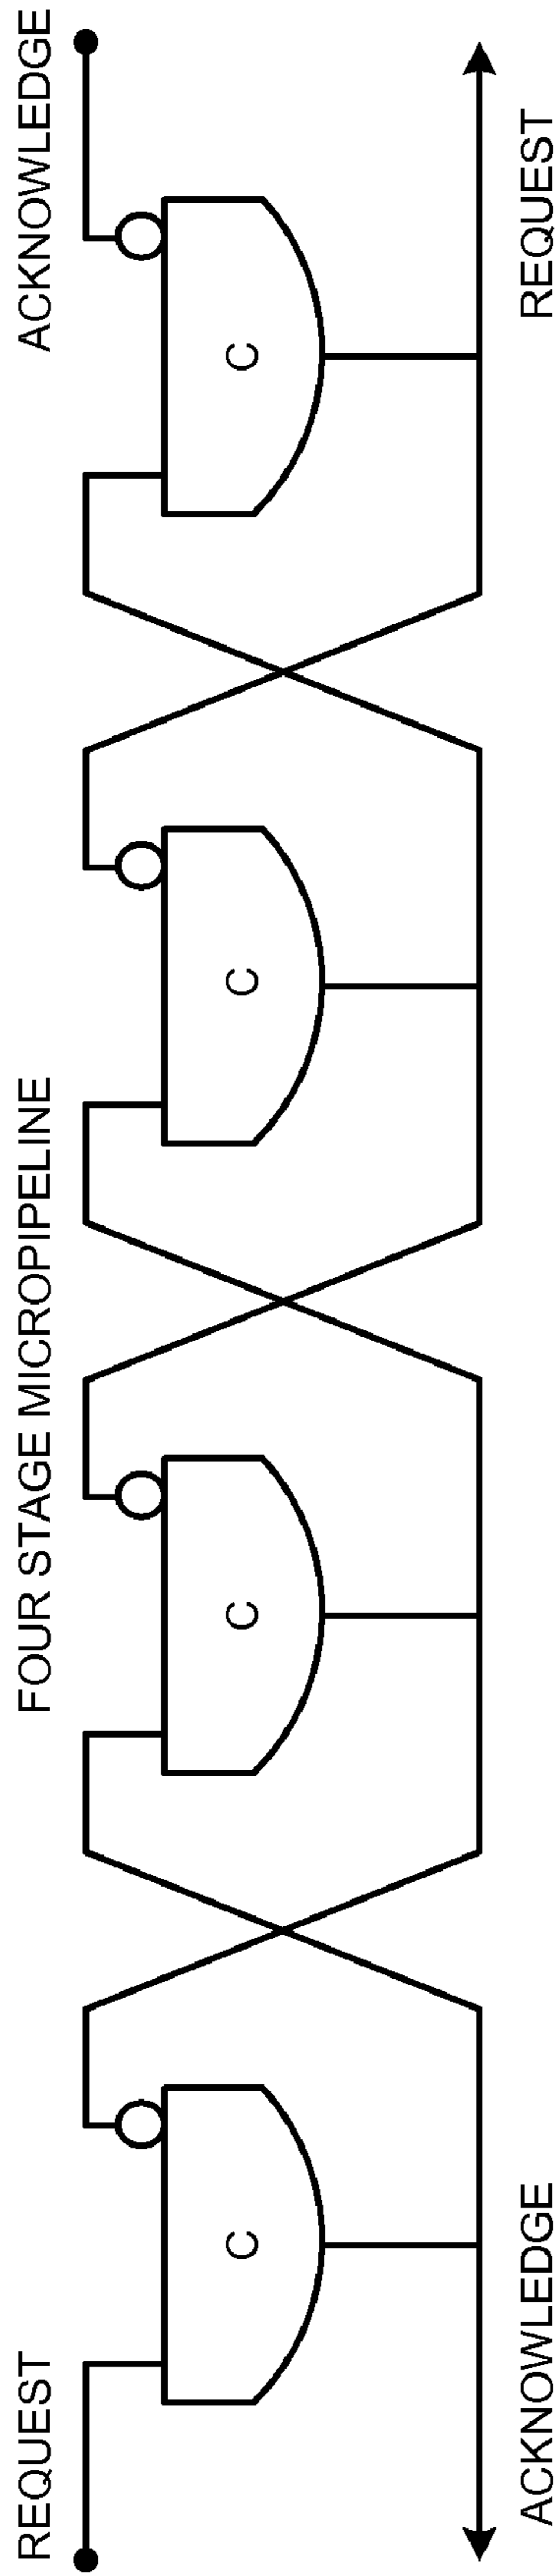 REQUEST
FOUR STAGE MICROPIPELINE
ACKNOWLEDGE
C
C
C
C
ACKNOWLEDGE
REQUEST